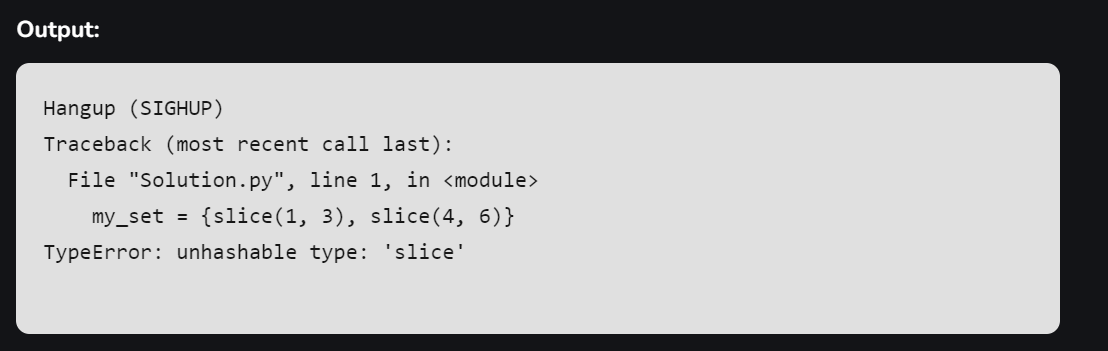 Output:
Hangup (SIGHUP)
Traceback (most recent call last):
  File "Solution.py", line 1, in <module>
    my_set = {slice(1, 3), slice(4, 6)}
TypeError: unhashable type: 'slice'